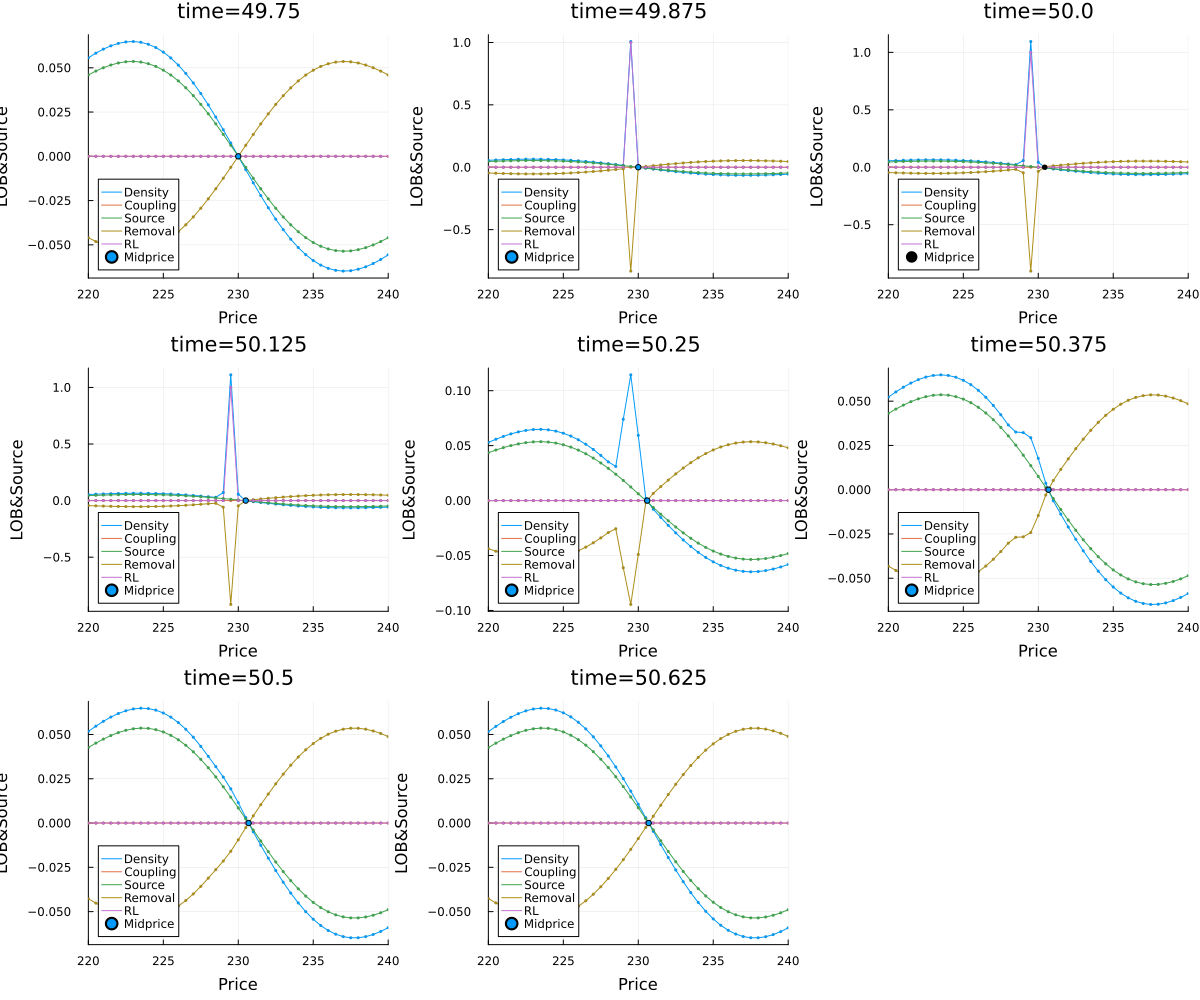 time=49.75
LOB&Source
0.050
0.025
0.000
−0.025
−0.050
Density
Coupling
Source
Removal
RL
Midprice
220 225 230 235 240
Price
time=49.875
LOB&Source
1.0
0.5
0.0
−0.5
Density
Coupling
Source
Removal
RL
Midprice
220 225 230 235 240
Price
time=50.0
LOB&Source
1.0
0.5
0.0
−0.5
Density
Coupling
Source
Removal
RL
Midprice
220 225 230 235 240
Price
time=50.125
LOB&Source
1.0
0.5
0.0
−0.5
Density
Coupling
Source
Removal
RL
Midprice
220 225 230 235 240
Price
time=50.25
LOB&Source
0.10
0.05
0.00
−0.05
−0.10
Density
Coupling
Source
Removal
RL
Midprice
220 225 230 235 240
Price
time=50.375
LOB&Source
0.050
0.025
0.000
−0.025
−0.050
Density
Coupling
Source
Removal
RL
Midprice
220 225 230 235 240
Price
time=50.5
LOB&Source
0.050
0.025
0.000
−0.025
−0.050
Density
Coupling
Source
Removal
RL
Midprice
220 225 230 235 240
Price
time=50.625
LOB&Source
0.050
0.025
0.000
−0.025
−0.050
Density
Coupling
Source
Removal
RL
Midprice
220 225 230 235 240
Price